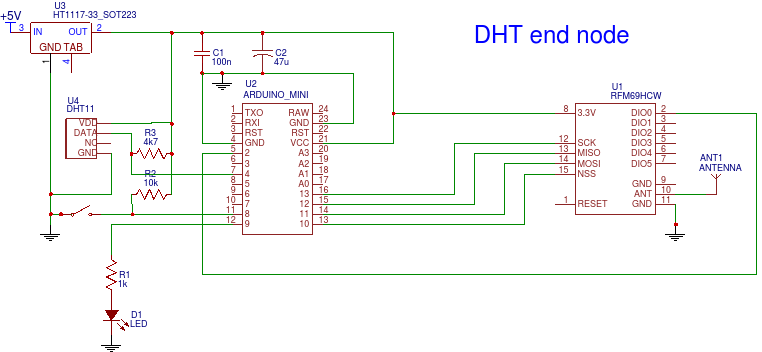 DHT end node
+5V
U3
HT1117-33_SOT223
3 IN OUT 2
GND TAB
1 4
C1
100n
C2
47u
U4
DHT11
VDD
DATA
NC
GND
R3
4k7
R2
10k
R1
1k
D1
LED
U2
ARDUINO_MINI
1 TXO RAW 24
2 RXI GND 23
3 RST RST 22
4 GND VCC 21
5 2 A3 20
6 3 A2 19
7 4 A1 18
8 5 A0 17
9 6 13 16
10 7 12 15
11 8 11 14
12 9 10 13
U1
RFM69HCW
8 3.3V DIO0 2
DIO1 3
DIO2 4
12 SCK DIO3 5
13 MISO DIO4 6
14 MOSI DIO5 7
15 NSS
GND 9
ANT 10
1 RESET GND 11
ANT1
ANTENNA